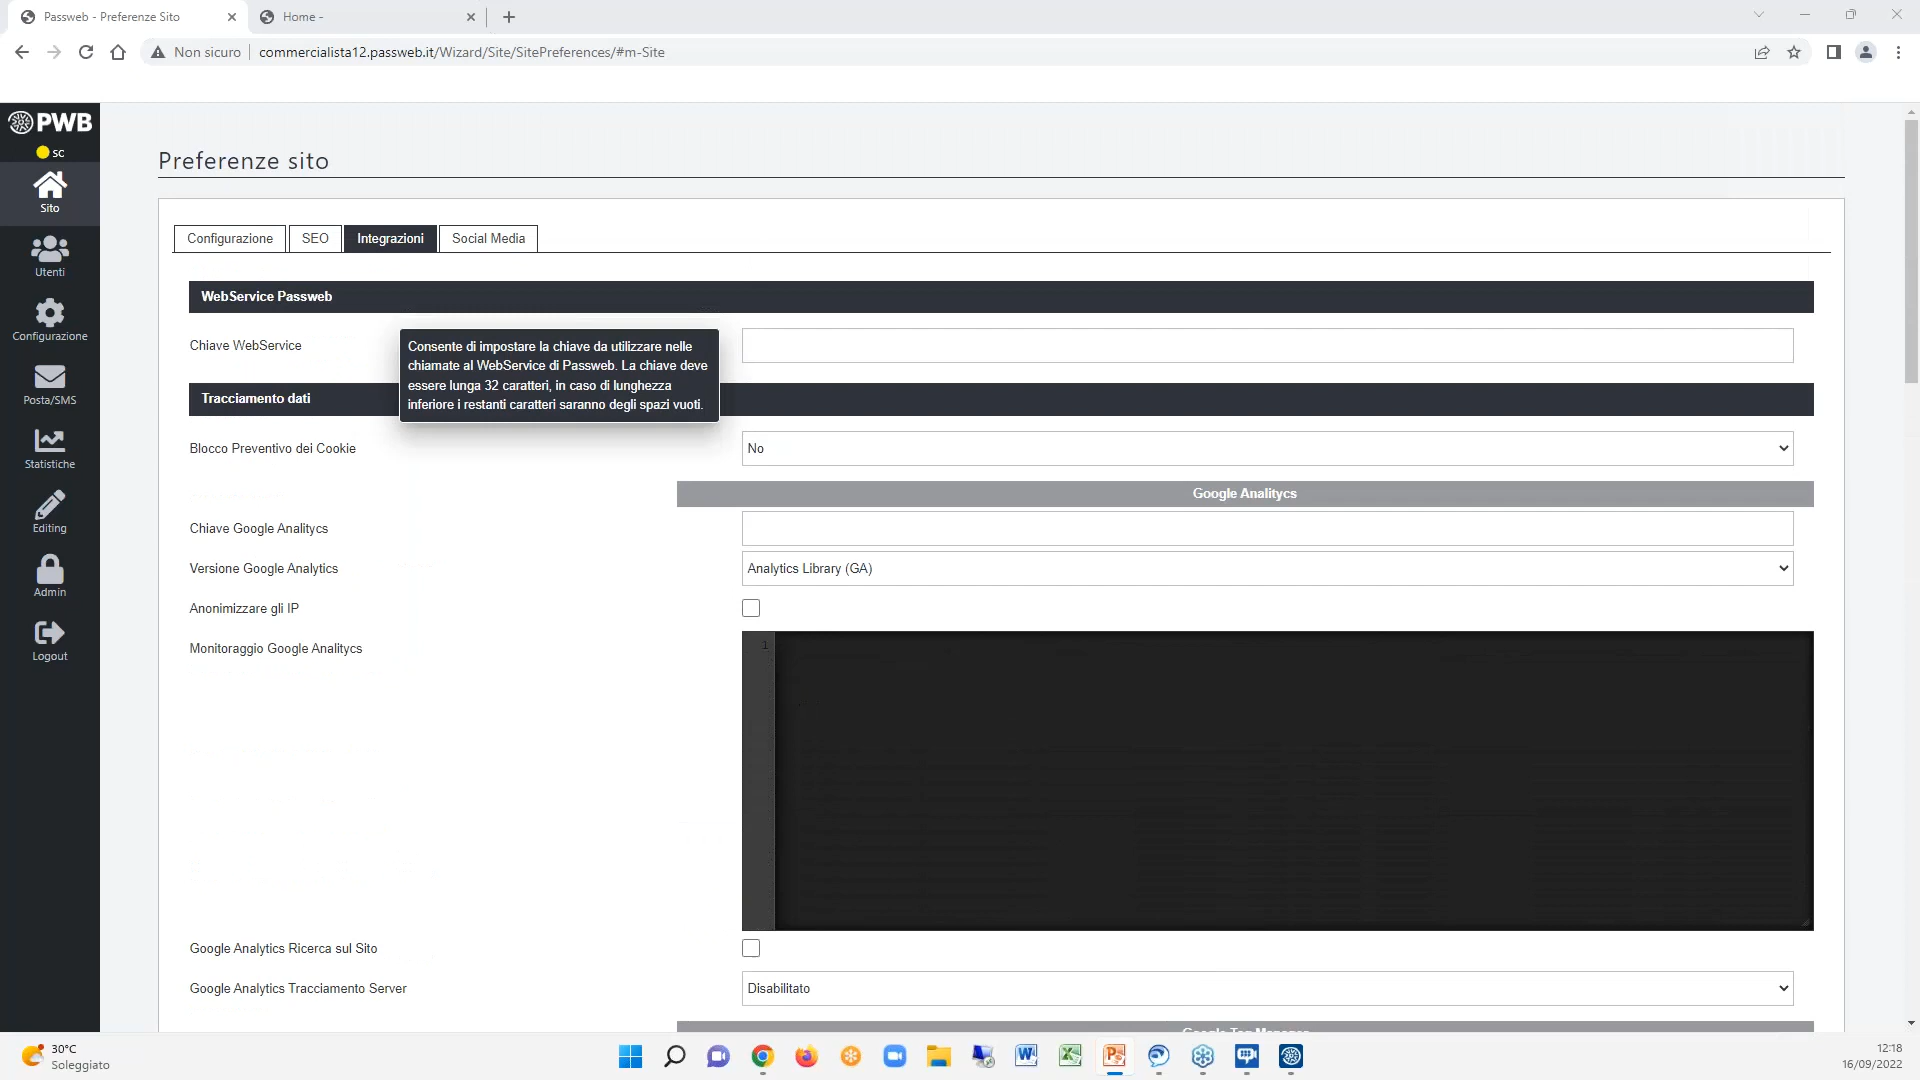 Passweb - Preferenze Sito
Home -
Non sicuro
commercialista12.passweb.it/Wizard/Site/SitePreferences/#m-Site
PWB
sc
Sito
Utenti
Configurazione
Posta/SMS
Statistiche
Editing
Admin
Logout
Preferenze sito
Configurazione
SEO
Integrazioni
Social Media
WebService Passweb
Chiave WebService
Consente di impostare la chiave da utilizzare nelle
chiamate al WebService di Passweb. La chiave deve
essere lunga 32 caratteri, in caso di lunghezza
inferiore i restanti caratteri saranno degli spazi vuoti.
Tracciamento dati
Blocco Preventivo dei Cookie
No
Google Analitycs
Chiave Google Analitycs
Versione Google Analytics
Analytics Library (GA)
Anonimizzare gli IP
Monitoraggio Google Analitycs
1
Google Analytics Ricerca sul Sito
Google Analytics Tracciamento Server
Disabilitato
30°C
Soleggiato
12:18
16/09/2022